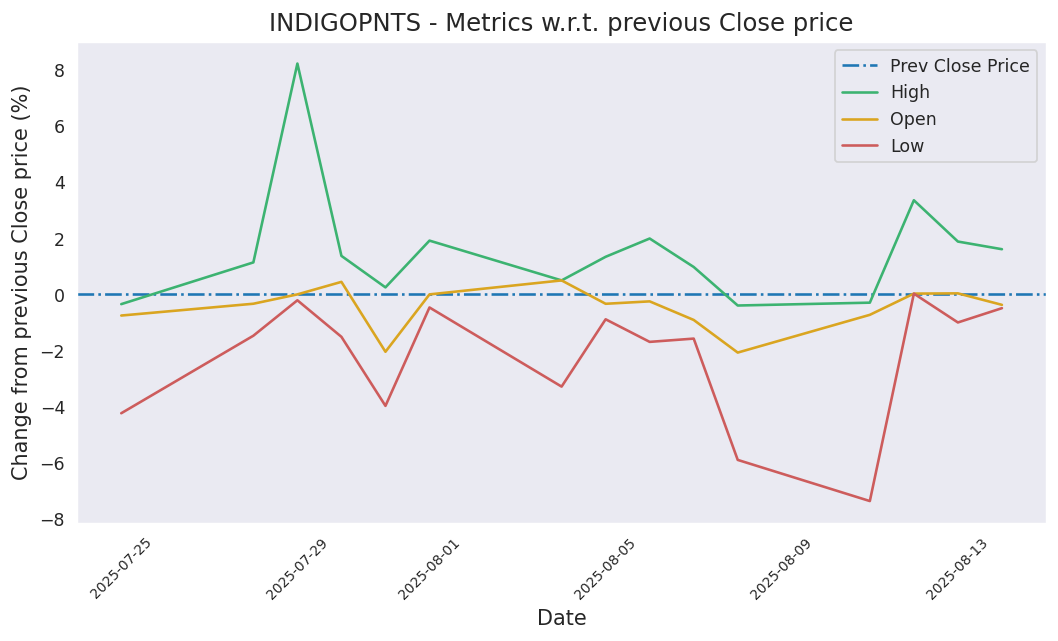 INDIGOPNTS - Metrics w.r.t. previous Close price
Prev Close Price
High
Open
Low
Change from previous Close price (%)
8
6
4
2
0
−2
−4
−6
−8
2025-07-25
2025-07-29
2025-08-01
2025-08-05
2025-08-09
2025-08-13
Date